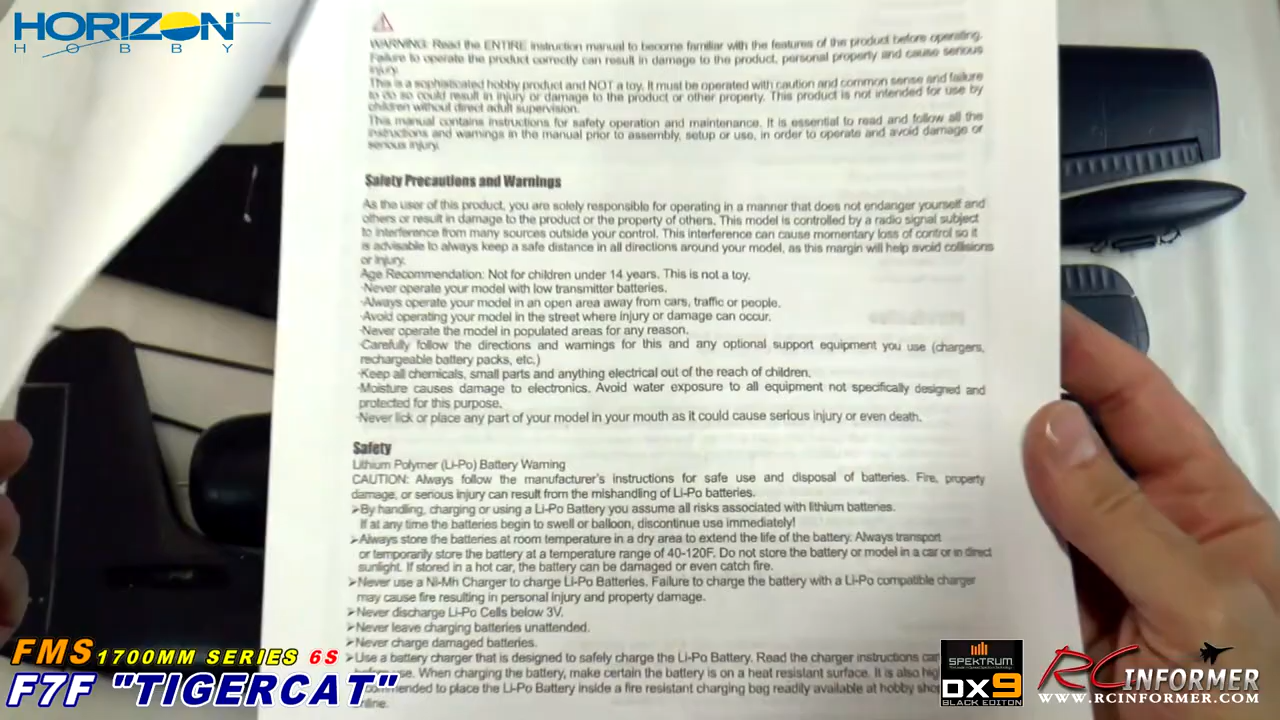 HORIZON
HOBBY
WARNING: Read the ENTIRE instruction manual to become familiar with the features of the product before operating.
Failure to operate the product correctly can result in damage to the product, personal property and cause serious
injury.
This is a sophisticated hobby product and NOT a toy. It must be operated with caution and common sense and failure
to do so could result in injury or damage to the product or other property. This product is not intended for use by
children without direct adult supervision.
This manual contains instructions for safety operation and maintenance. It is essential to read and follow all the
instructions and warnings in the manual prior to assembly, setup or use, in order to operate and avoid damage or
serious injury.
Safety Precautions and Warnings
As the user of this product, you are solely responsible for operating in a manner that does not endanger yourself and
others or result in damage to the product or the property of others. This model is controlled by a radio signal subject
to interference from many sources outside your control. This interference can cause momentary loss of control so it
is advisable to always keep a safe distance in all directions around your model, as this margin will help avoid collisions
or injury.
Age Recommendation: Not for children under 14 years. This is not a toy.
·Never operate your model with low transmitter batteries.
·Always operate your model in an open area away from cars, traffic or people.
·Avoid operating your model in the street where injury or damage can occur.
·Never operate the model in populated areas for any reason.
·Carefully follow the directions and warnings for this and any optional support equipment you use (chargers,
rechargeable battery packs, etc.)
·Keep all chemicals, small parts and anything electrical out of the reach of children.
·Moisture causes damage to electronics. Avoid water exposure to all equipment not specifically designed and
protected for this purpose.
·Never lick or place any part of your model in your mouth as it could cause serious injury or even death.
Safety
Lithium Polymer (Li-Po) Battery Warning
CAUTION: Always follow the manufacturer's instructions for safe use and disposal of batteries. Fire, property
damage, or serious injury can result from the mishandling of Li-Po batteries.
➢By handling, charging or using a Li-Po Battery you assume all risks associated with lithium batteries.
If at any time the batteries begin to swell or balloon, discontinue use immediately!
➢Always store the batteries at room temperature in a dry area to extend the life of the battery. Always transport
or temporarily store the battery at a temperature range of 40-120F. Do not store the battery or model in a car or in direct
sunlight. If stored in a hot car, the battery can be damaged or even catch fire.
➢Never use a Ni-Mh Charger to charge Li-Po Batteries. Failure to charge the battery with a Li-Po compatible charger
may cause fire resulting in personal injury and property damage.
➢Never discharge Li-Po Cells below 3V.
➢Never leave charging batteries unattended.
➢Never charge damaged batteries.
➢Use a battery charger that is designed to safely charge the Li-Po Battery. Read the charger instructions
use. When charging the battery, make certain the battery is on a heat resistant surface. It is also
to place the Li-Po Battery inside a fire resistant charging bag readily available at hobby
FMS 1700MM SERIES 6S
F7F "TIGERCAT"
SPEKTRUM
DX9
BLACK EDITON
RC INFORMER
WWW.RCINFORMER.COM